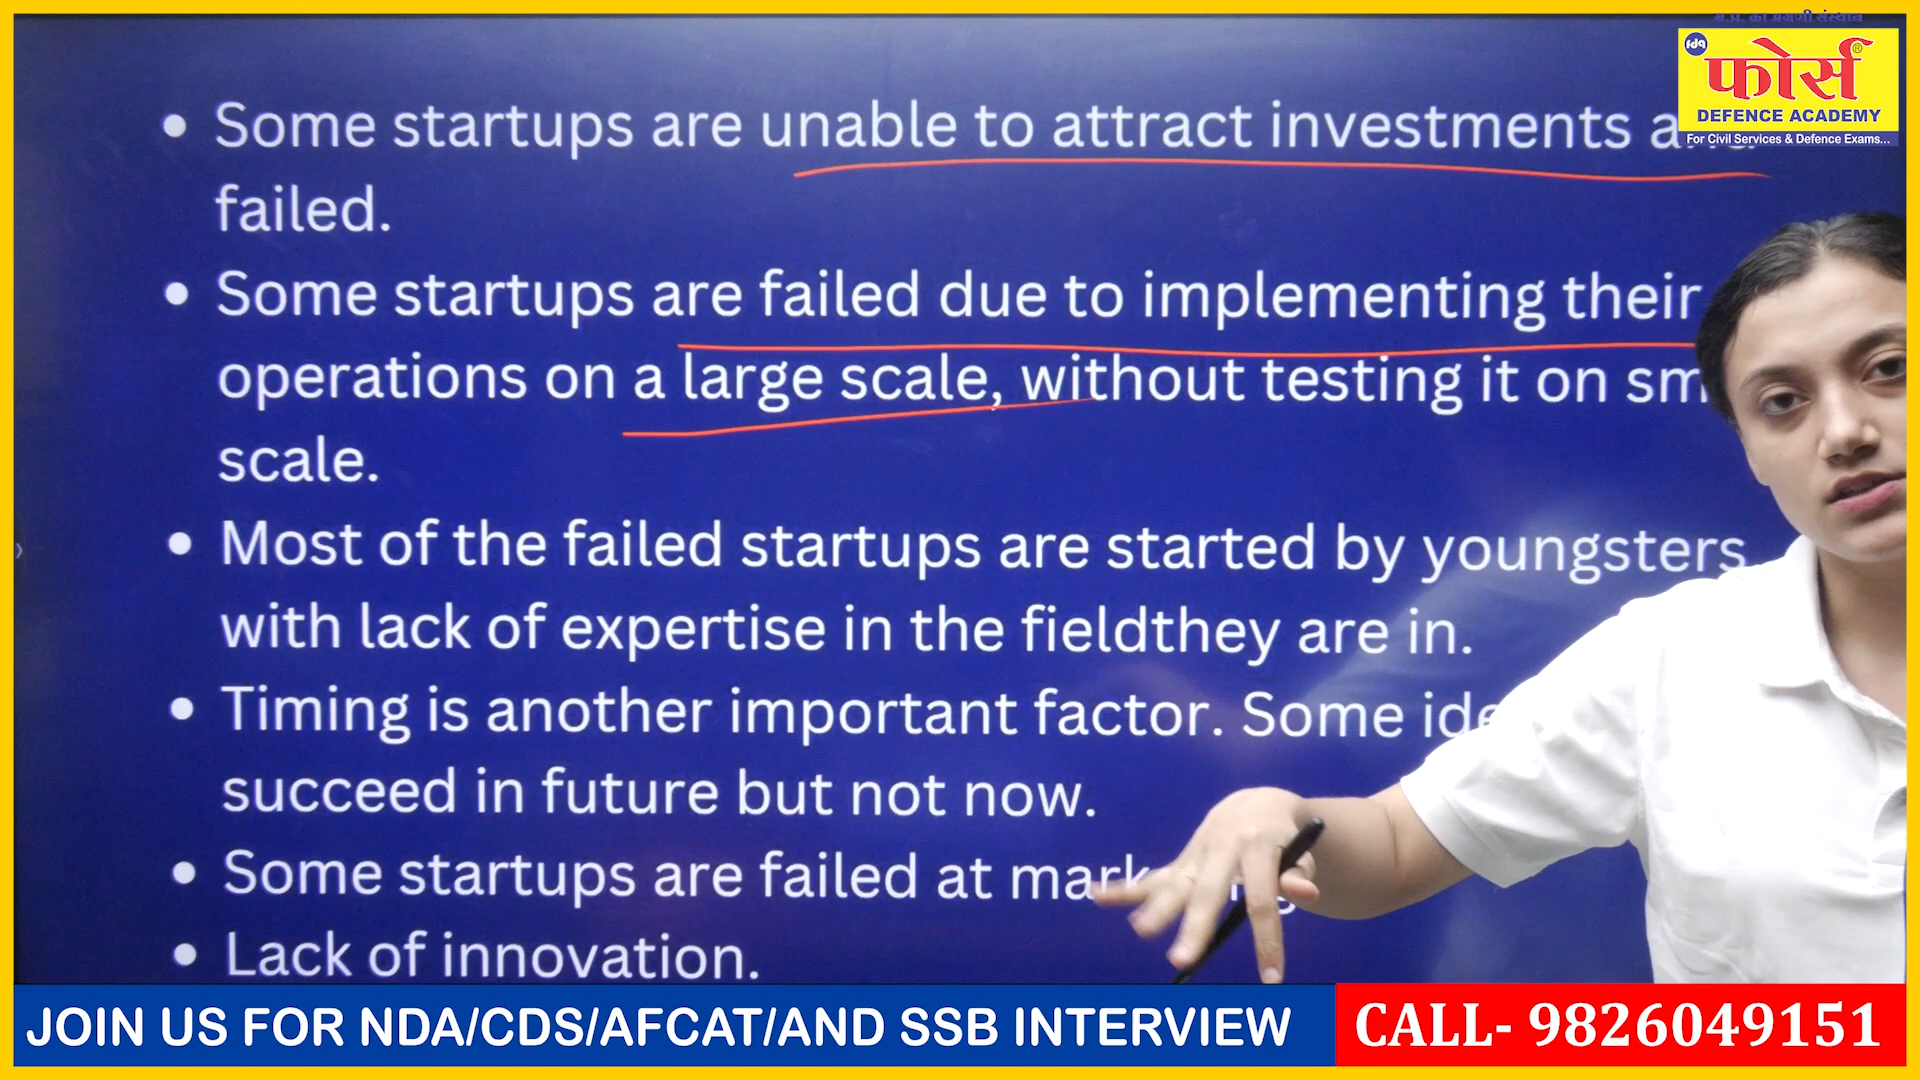 म.प्र. का अग्रणी संस्थान
fda
फोर्स®
DEFENCE ACADEMY
For Civil Services & Defence Exams...
• Some startups are unable to attract investments
failed.
• Some startups are failed due to implementing their
operations on a large scale, without testing it on
scale.
• Most of the failed startups are started by youngsters
with lack of expertise in the fieldthey are in.
• Timing is another important factor. Some
succeed in future but not now.
• Some startups are failed at
• Lack of innovation.
JOIN US FOR NDA/CDS/AFCAT/AND SSB INTERVIEW
CALL- 9826049151